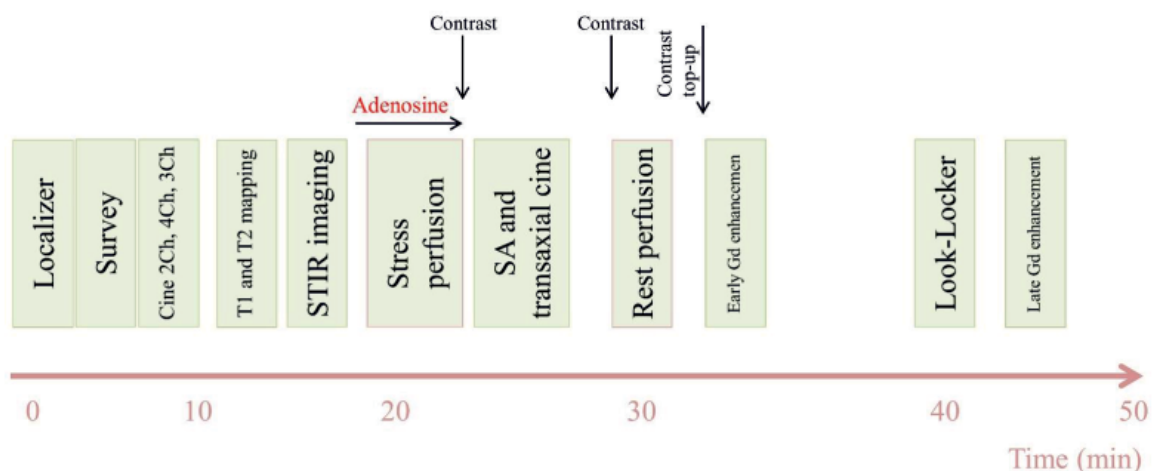 Contrast
Contrast
Contrast
top-up
Adenosine
Localizer
Survey
Cine 2Ch, 4Ch, 3Ch
T1 and T2 mapping
STIR imaging
Stress
perfusion
SA and
transaxial cine
Rest perfusion
Early Gd enhancemen
Look-Locker
Late Gd enhancement
0 10 20 30 40 50
Time (min)